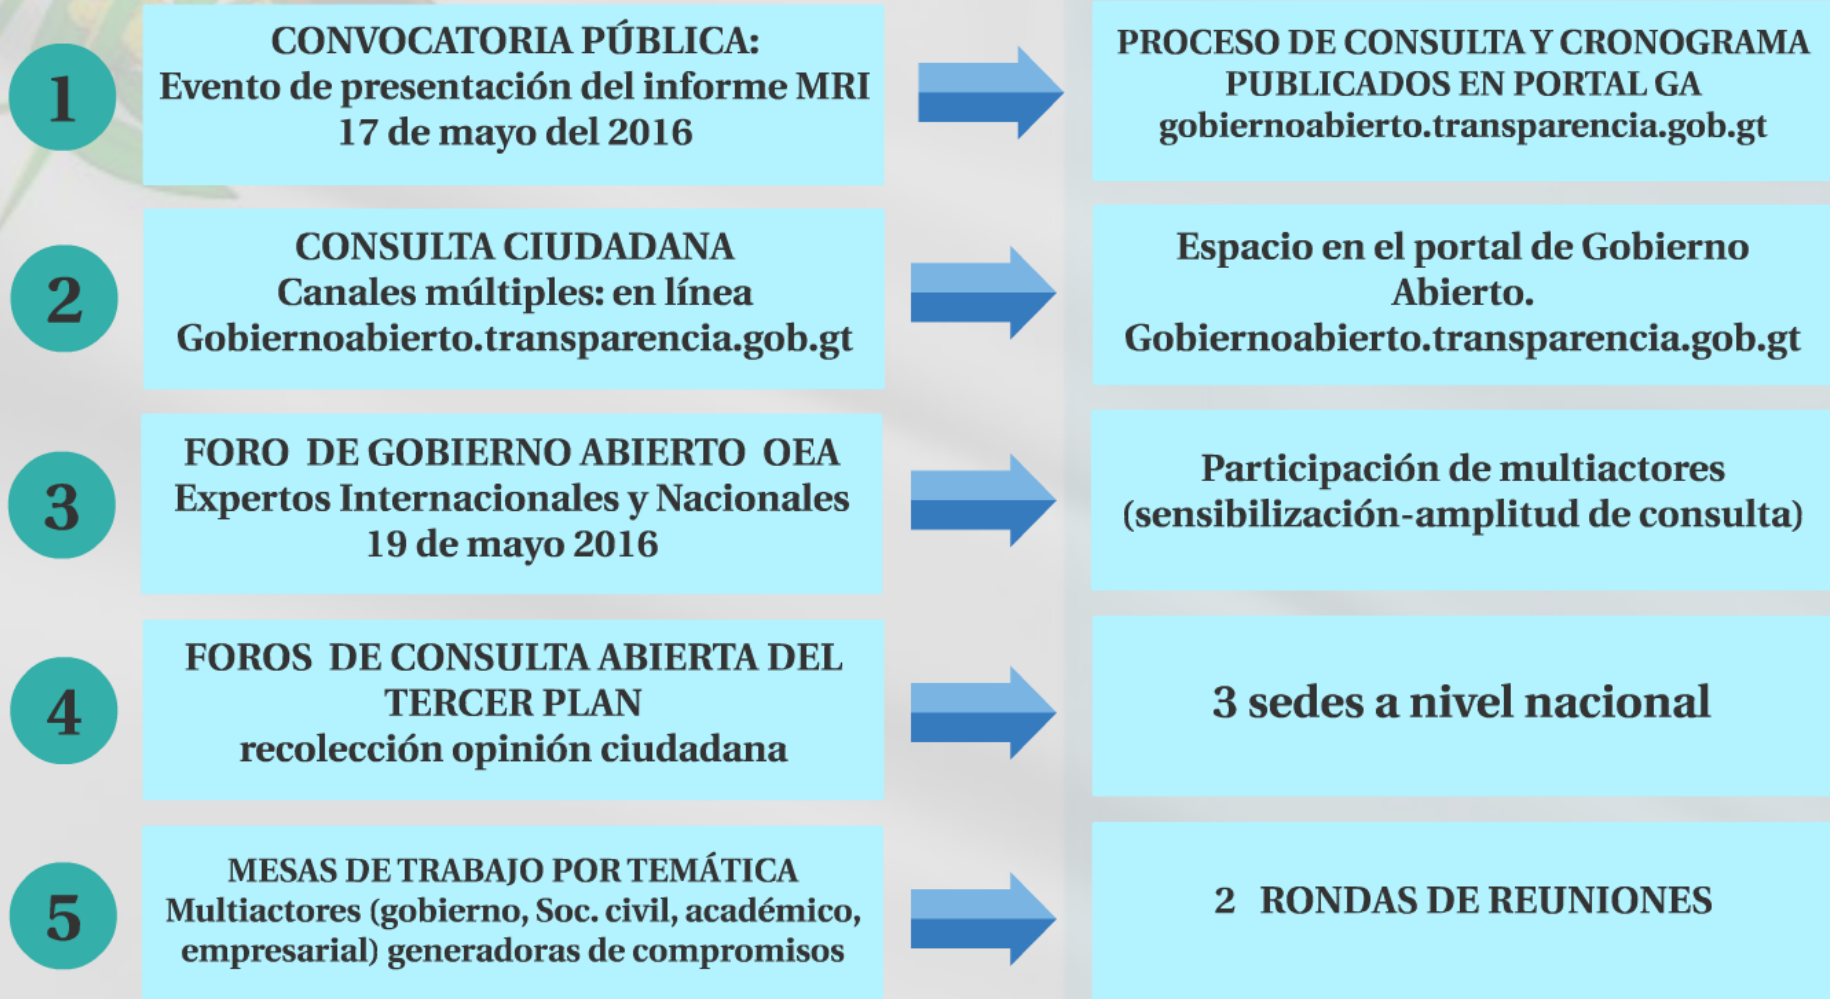 1
CONVOCATORIA PÚBLICA:
Evento de presentación del informe MRI
17 de mayo del 2016
PROCESO DE CONSULTA Y CRONOGRAMA
PUBLICADOS EN PORTAL GA
gobiernoabierto.transparencia.gob.gt
2
CONSULTA CIUDADANA
Canales múltiples: en línea
Gobiernoabierto.transparencia.gob.gt
Espacio en el portal de Gobierno
Abierto.
Gobiernoabierto.transparencia.gob.gt
3
FORO DE GOBIERNO ABIERTO OEA
Expertos Internacionales y Nacionales
19 de mayo 2016
Participación de multiactores
(sensibilización-amplitud de consulta)
4
FOROS DE CONSULTA ABIERTA DEL
TERCER PLAN
recolección opinión ciudadana
3 sedes a nivel nacional
5
MESAS DE TRABAJO POR TEMÁTICA
Multiactores (gobierno, Soc. civil, académico,
empresarial) generadoras de compromisos
2 RONDAS DE REUNIONES